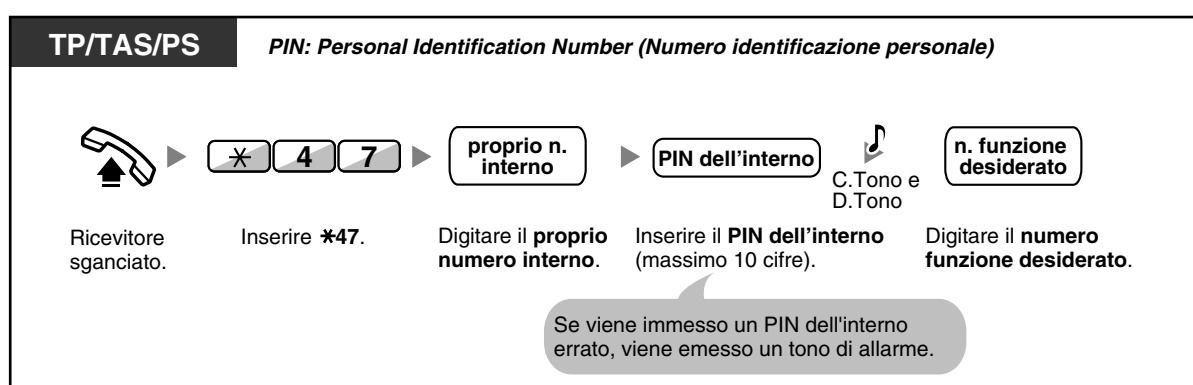 TP/TAS/PS
PIN: Personal Identification Number (Numero identificazione personale)
* 4 7
proprio n.
interno
PIN dell'interno
C.Tono e
D.Tono
n. funzione
desiderato
Ricevitore
sganciato.
Inserire *47.
Digitare il proprio
numero interno.
Inserire il PIN dell'interno
(massimo 10 cifre).
Digitare il numero
funzione desiderato.
Se viene immesso un PIN dell'interno
errato, viene emesso un tono di allarme.